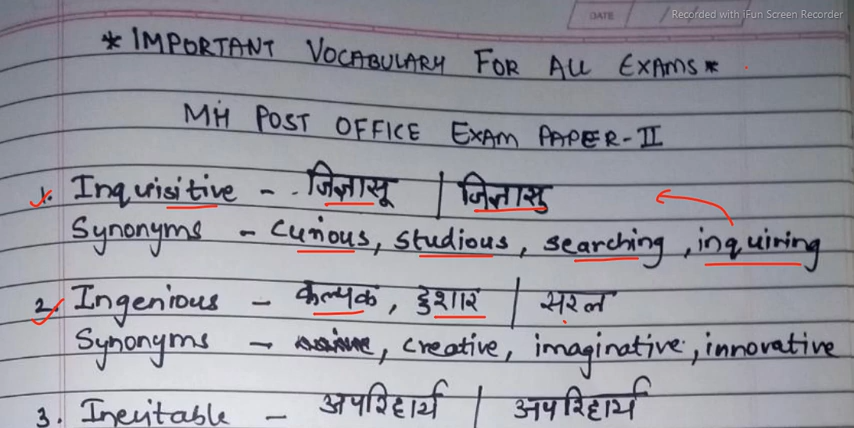 DATE
Recorded with iFun Screen Recorder
* IMPORTANT VOCABULARY FOR ALL EXAMS *
MH POST OFFICE EXAM PAPER-II
1. Inquisitive - जिज्ञासू | जिज्ञासु
Synonyms - curious, studious, searching, inquiring
2. Ingenious - कल्पक, हुशार | सरल
Synonyms - , creative, imaginative, innovative
3. Inevitable - अपरिहार्य | अपरिहार्य